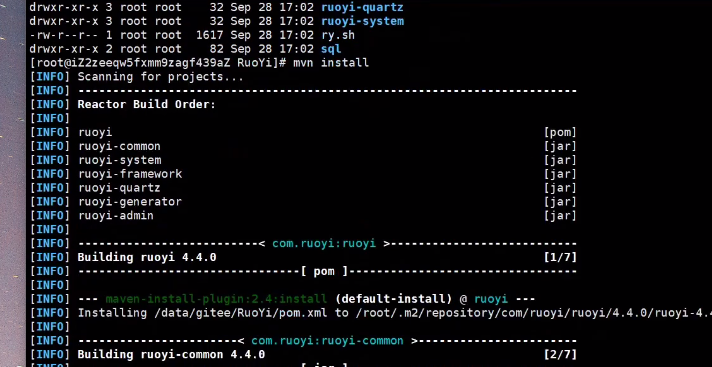 drwxr-xr-x 3 root root    32 Sep 28 17:02 ruoyi-quartz
drwxr-xr-x 3 root root    32 Sep 28 17:02 ruoyi-system
-rw-r--r-- 1 root root  1617 Sep 28 17:02 ry.sh
drwxr-xr-x 2 root root    82 Sep 28 17:02 sql
[root@iZ2zeeqw5fxmm9zagf439aZ RuoYi]# mvn install
[INFO] Scanning for projects...
[INFO] ------------------------------------------------------------------------
[INFO] Reactor Build Order:
[INFO]
[INFO] ruoyi                                                              [pom]
[INFO] ruoyi-common                                                       [jar]
[INFO] ruoyi-system                                                       [jar]
[INFO] ruoyi-framework                                                    [jar]
[INFO] ruoyi-quartz                                                       [jar]
[INFO] ruoyi-generator                                                    [jar]
[INFO] ruoyi-admin                                                        [jar]
[INFO]
[INFO] --------------------------< com.ruoyi:ruoyi >---------------------------
[INFO] Building ruoyi 4.4.0                                               [1/7]
[INFO] --------------------------------[ pom ]---------------------------------
[INFO]
[INFO] --- maven-install-plugin:2.4:install (default-install) @ ruoyi ---
[INFO] Installing /data/gitee/RuoYi/pom.xml to /root/.m2/repository/com/ruoyi/ruoyi/4.4.0/ruoyi-4.4
[INFO]
[INFO] -----------------------< com.ruoyi:ruoyi-common >-----------------------
[INFO] Building ruoyi-common 4.4.0                                        [2/7]
[INFO] --------------------------------[ jar ]---------------------------------